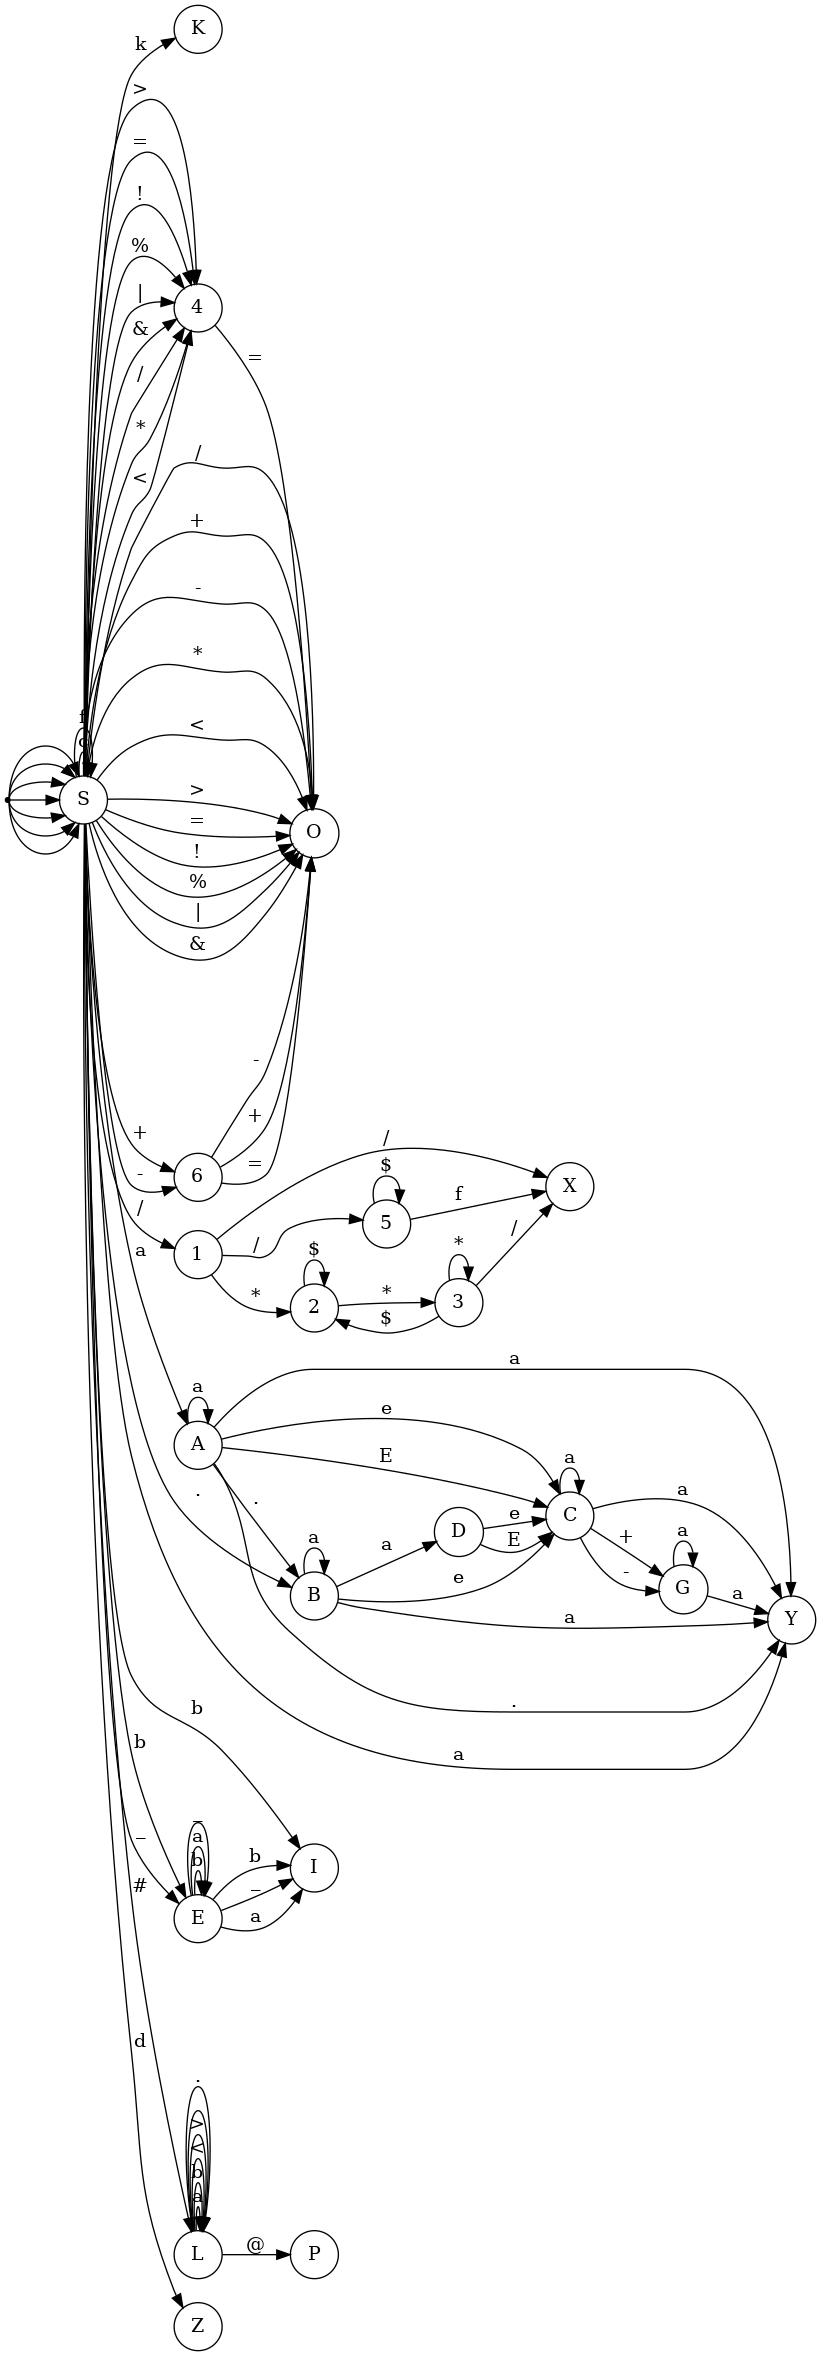 k
K
>
=
!
%
|
&
4
/
=
*
<
/
+
-
*
f
<
S
>
=
O
!
%
|
&
-
+
+
=
-
6
/
/
$
f
X
5
a
/
1
$
*
/
*
*
2
3
$
a
a
e
A
E
a
.
.
a
C
a
e
D
+
a
E
a
-
G
B
e
a
a
Y
.
b
a
b
_
a
_
b
b
I
_
#
E
a
d
.
>
<
b
a
@
L
P
Z